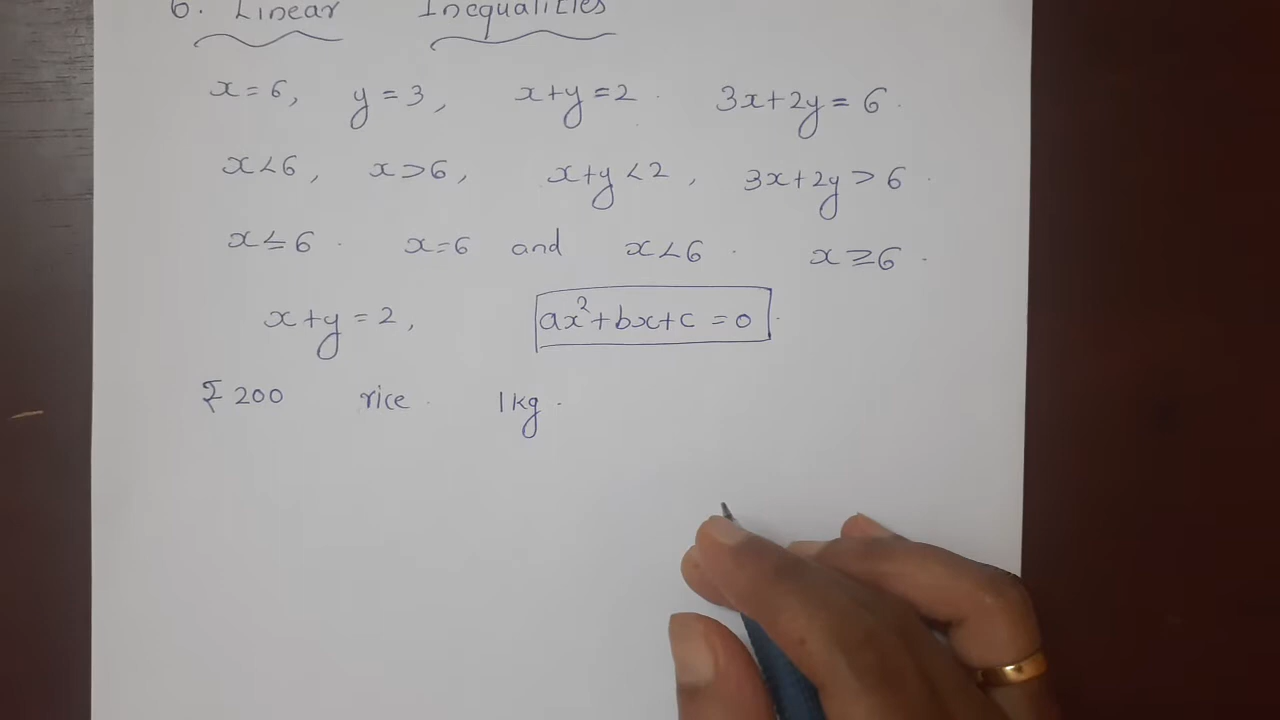 6. Linear Inequalities
x=6, y=3, x+y=2. 3x+2y=6.
x<6, x>6, x+y<2, 3x+2y>6.
x≤6. x=6 and x<6. x≥6.
x+y=2, ax²+bx+c=0.
₹200 rice. 1kg.